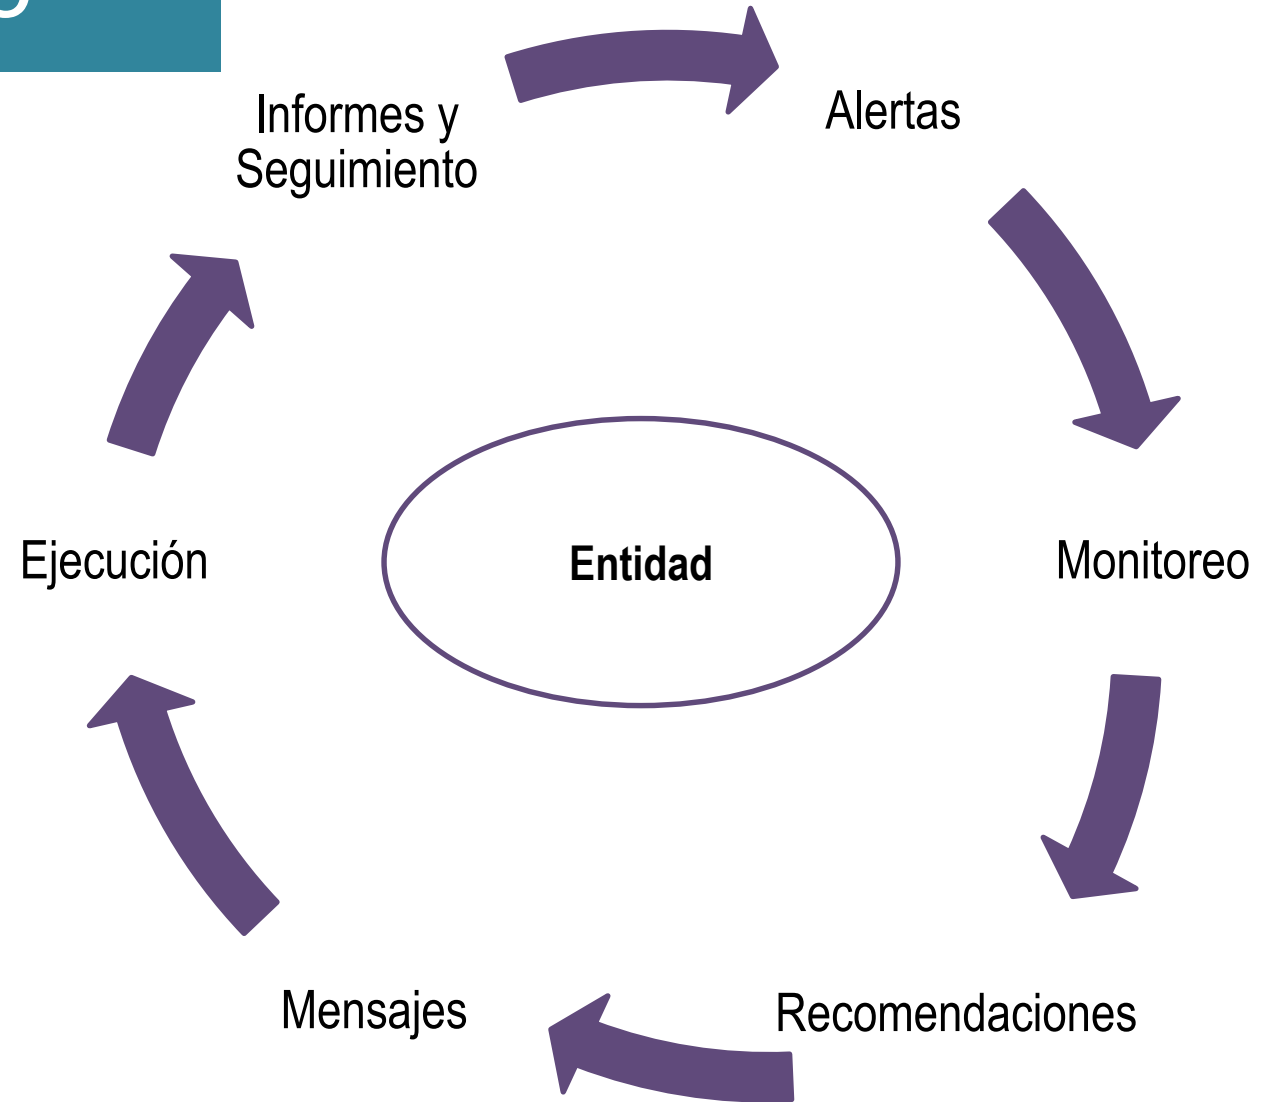 Informes y
Seguimiento
Alertas
Ejecución
Entidad
Monitoreo
Mensajes
Recomendaciones